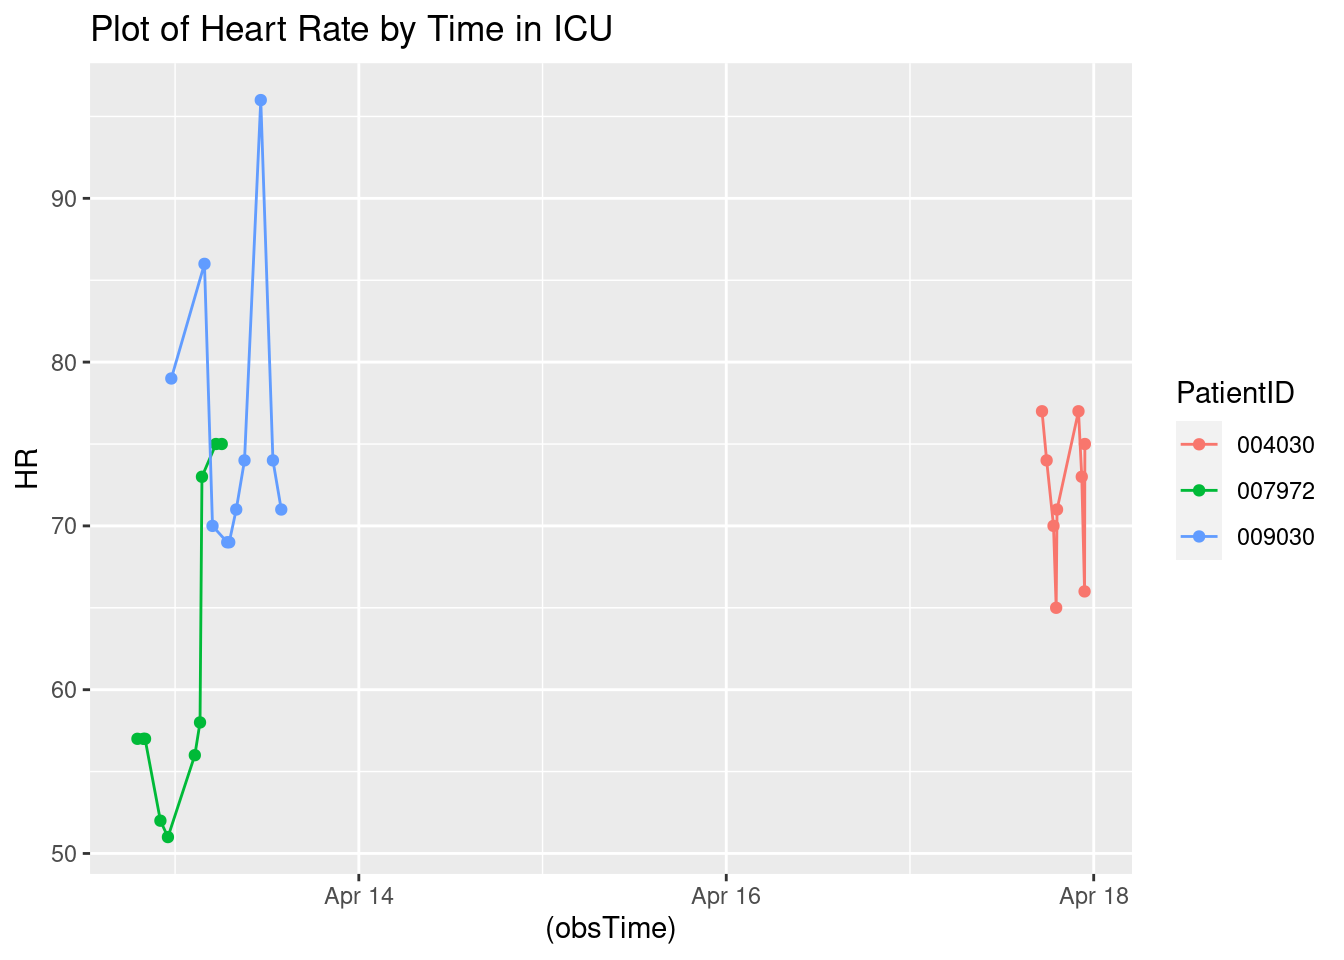 Plot of Heart Rate by Time in ICU
90
80
70
60
50
HR
Apr 14
Apr 16
Apr 18
(obsTime)
PatientID
004030
007972
009030